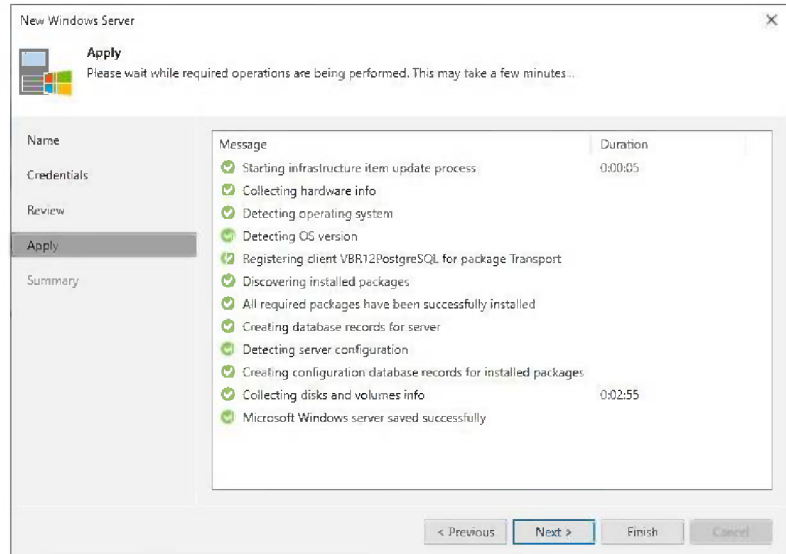 New Windows Server
Apply
Please wait while required operations are being performed. This may take a few minutes...
Name
Credentials
Review
Apply
Summary
Message Duration
Starting infrastructure item update process 0:00:05
Collecting hardware info
Detecting operating system
Detecting OS version
Registering client VBR12PostgreSQL for package Transport
Discovering installed packages
All required packages have been successfully installed
Creating database records for server
Detecting server configuration
Creating configuration database records for installed packages
Collecting disks and volumes info 0:02:55
Microsoft Windows server saved successfully
< Previous Next > Finish Cancel